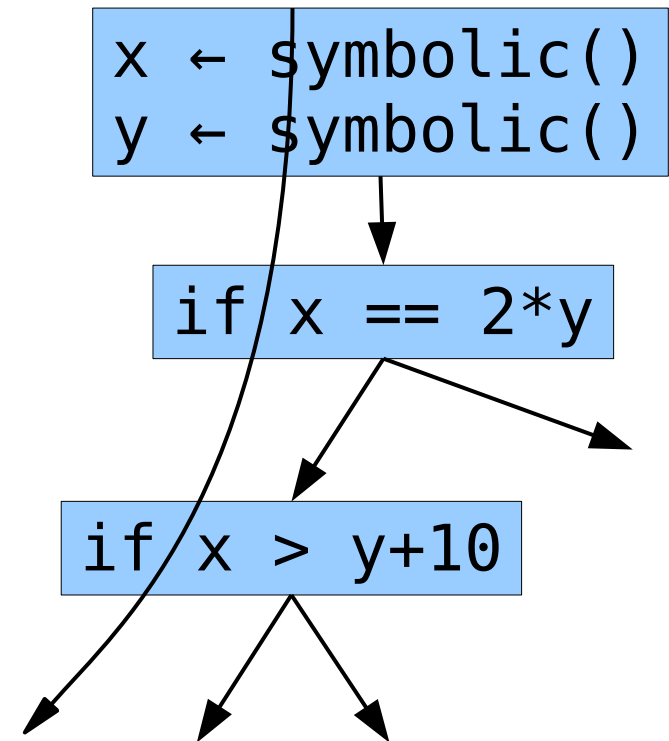 x ← symbolic()
y ← symbolic()
if x == 2*y
if x > y+10